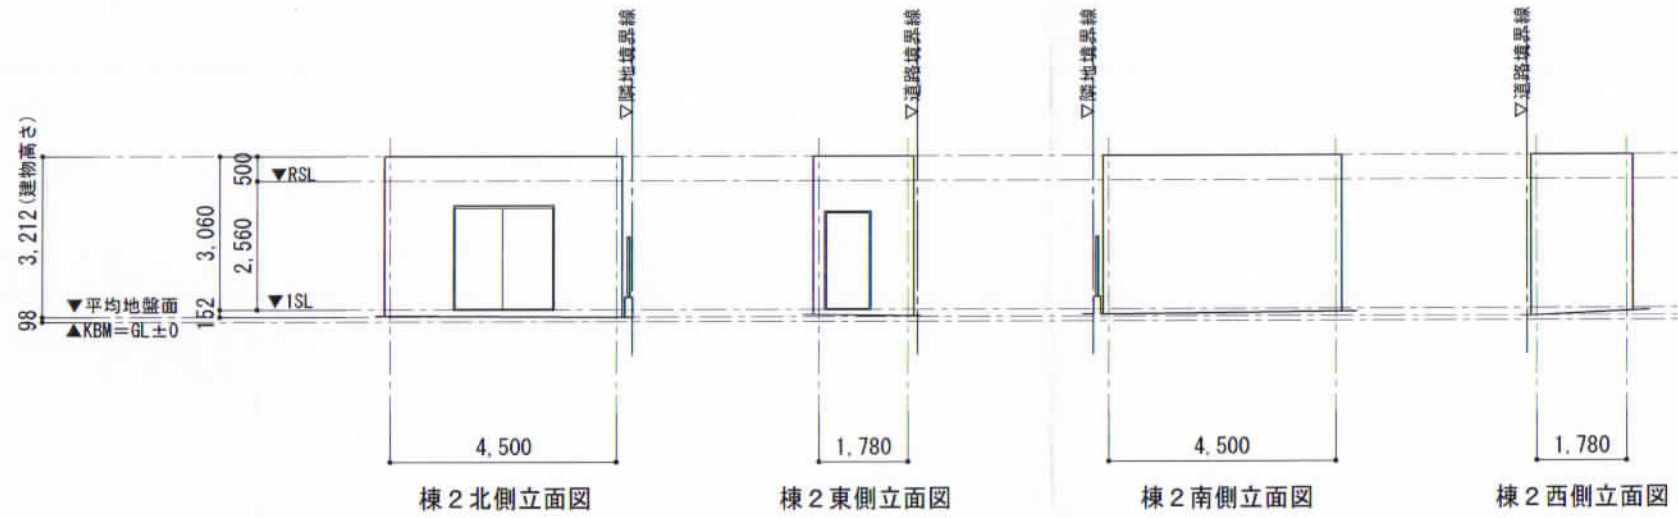 ▽隣地境界線
▽道路境界線
▽隣地境界線
▽道路境界線
3,212(建物高さ)
98
3,060
152
500
2,560
▼RSL
▼1SL
▼平均地盤面
▲KBM=GL±0
4,500
1,780
4,500
1,780
棟2北側立面図
棟2東側立面図
棟2南側立面図
棟2西側立面図